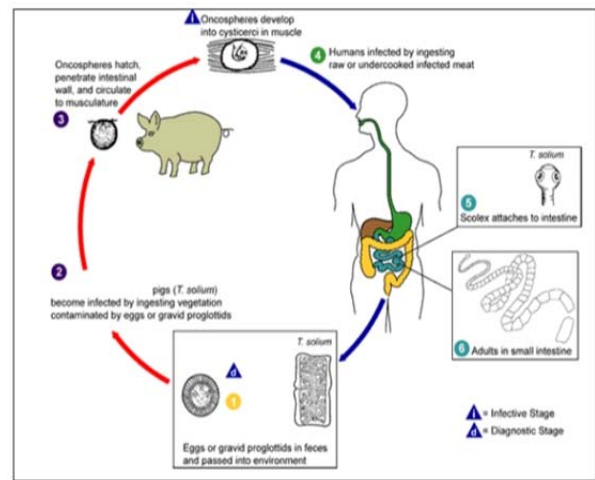 i Oncospheres develop
into cysticerci in muscle
4 Humans infected by ingesting
raw or undercooked infected meat
Oncospheres hatch,
penetrate intestinal
wall, and circulate
to musculature
3
T. solium
5
Scolex attaches to intestine
2
pigs (T. solium)
become infected by ingesting vegetation
contaminated by eggs or gravid proglottids
6 Adults in small intestine
T. solium
d
1
Eggs or gravid proglottids in feces
and passed into environment
i = Infective Stage
d = Diagnostic Stage